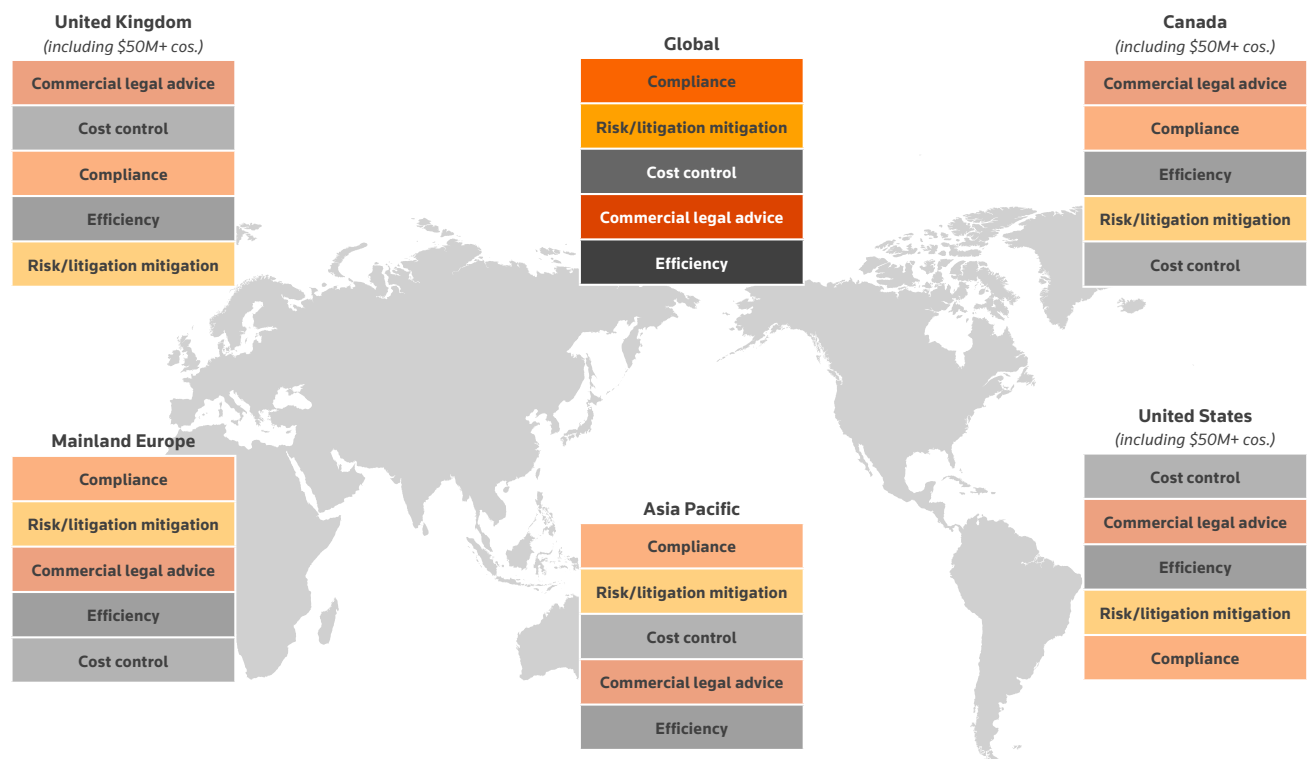 United Kingdom
(including $50M+ cos.)
Commercial legal advice
Cost control
Compliance
Efficiency
Risk/litigation mitigation
Global
Compliance
Risk/litigation mitigation
Cost control
Commercial legal advice
Efficiency
Canada
(including $50M+ cos.)
Commercial legal advice
Compliance
Efficiency
Risk/litigation mitigation
Cost control
Mainland Europe
Compliance
Risk/litigation mitigation
Commercial legal advice
Efficiency
Cost control
Asia Pacific
Compliance
Risk/litigation mitigation
Cost control
Commercial legal advice
Efficiency
United States
(including $50M+ cos.)
Cost control
Commercial legal advice
Efficiency
Risk/litigation mitigation
Compliance